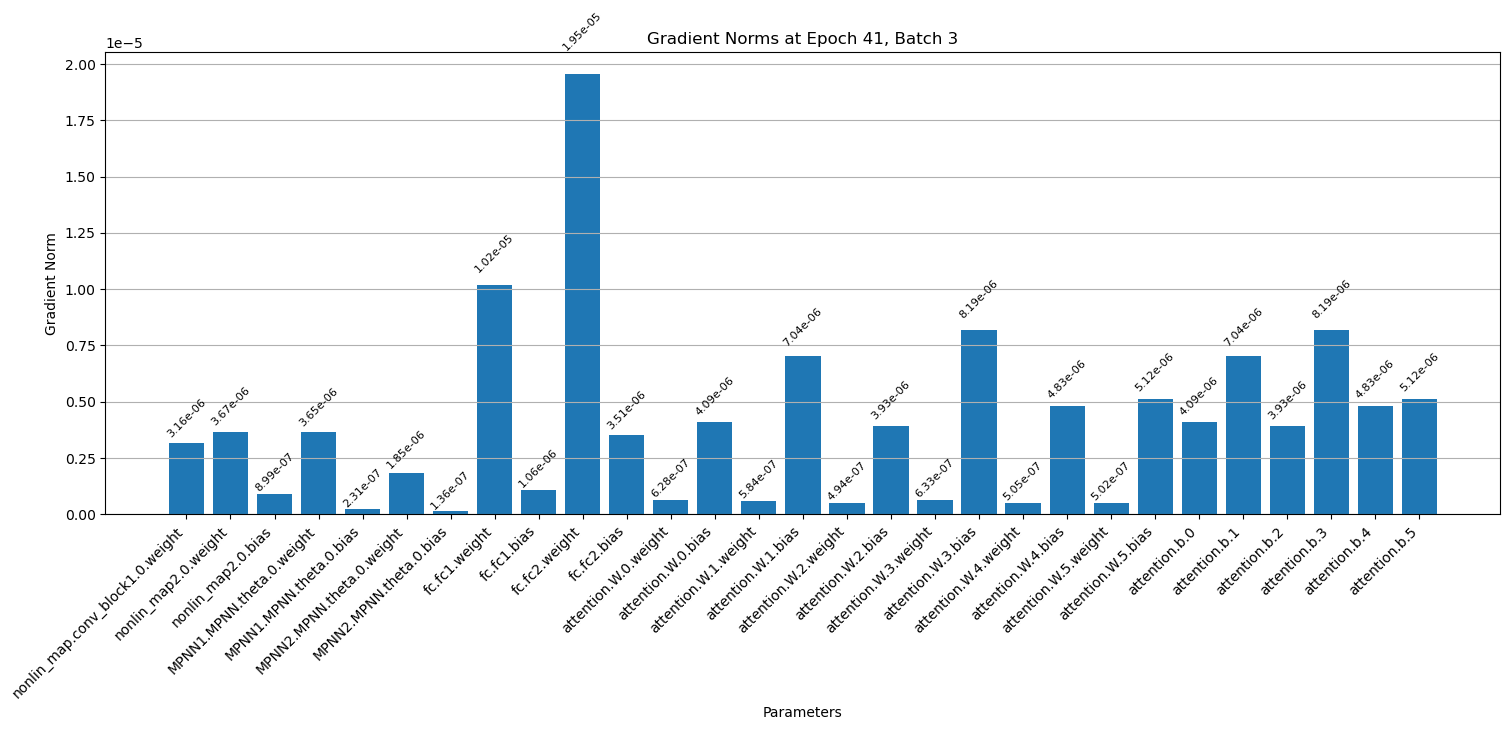 Gradient Norms at Epoch 41, Batch 3
1e−5
2.00
1.75
1.50
1.25
1.00
0.75
0.50
0.25
0.00
Gradient Norm
3.16e-06
3.67e-06
8.99e-07
3.65e-06
2.31e-07
1.85e-06
1.36e-07
1.02e-05
1.06e-06
1.95e-05
3.51e-06
6.28e-07
4.09e-06
5.84e-07
7.04e-06
4.94e-07
3.93e-06
6.33e-07
8.19e-06
5.05e-07
4.83e-06
5.02e-07
5.12e-06
4.09e-06
7.04e-06
3.93e-06
8.19e-06
4.83e-06
5.12e-06
nonlin_map.conv_block1.0.weight
nonlin_map2.0.weight
nonlin_map2.0.bias
MPNN1.MPNN.theta.0.weight
MPNN1.MPNN.theta.0.bias
MPNN2.MPNN.theta.0.weight
MPNN2.MPNN.theta.0.bias
fc.fc1.weight
fc.fc1.bias
fc.fc2.weight
fc.fc2.bias
attention.W.0.weight
attention.W.0.bias
attention.W.1.weight
attention.W.1.bias
attention.W.2.weight
attention.W.2.bias
attention.W.3.weight
attention.W.3.bias
attention.W.4.weight
attention.W.4.bias
attention.W.5.weight
attention.W.5.bias
attention.b.0
attention.b.1
attention.b.2
attention.b.3
attention.b.4
attention.b.5
Parameters